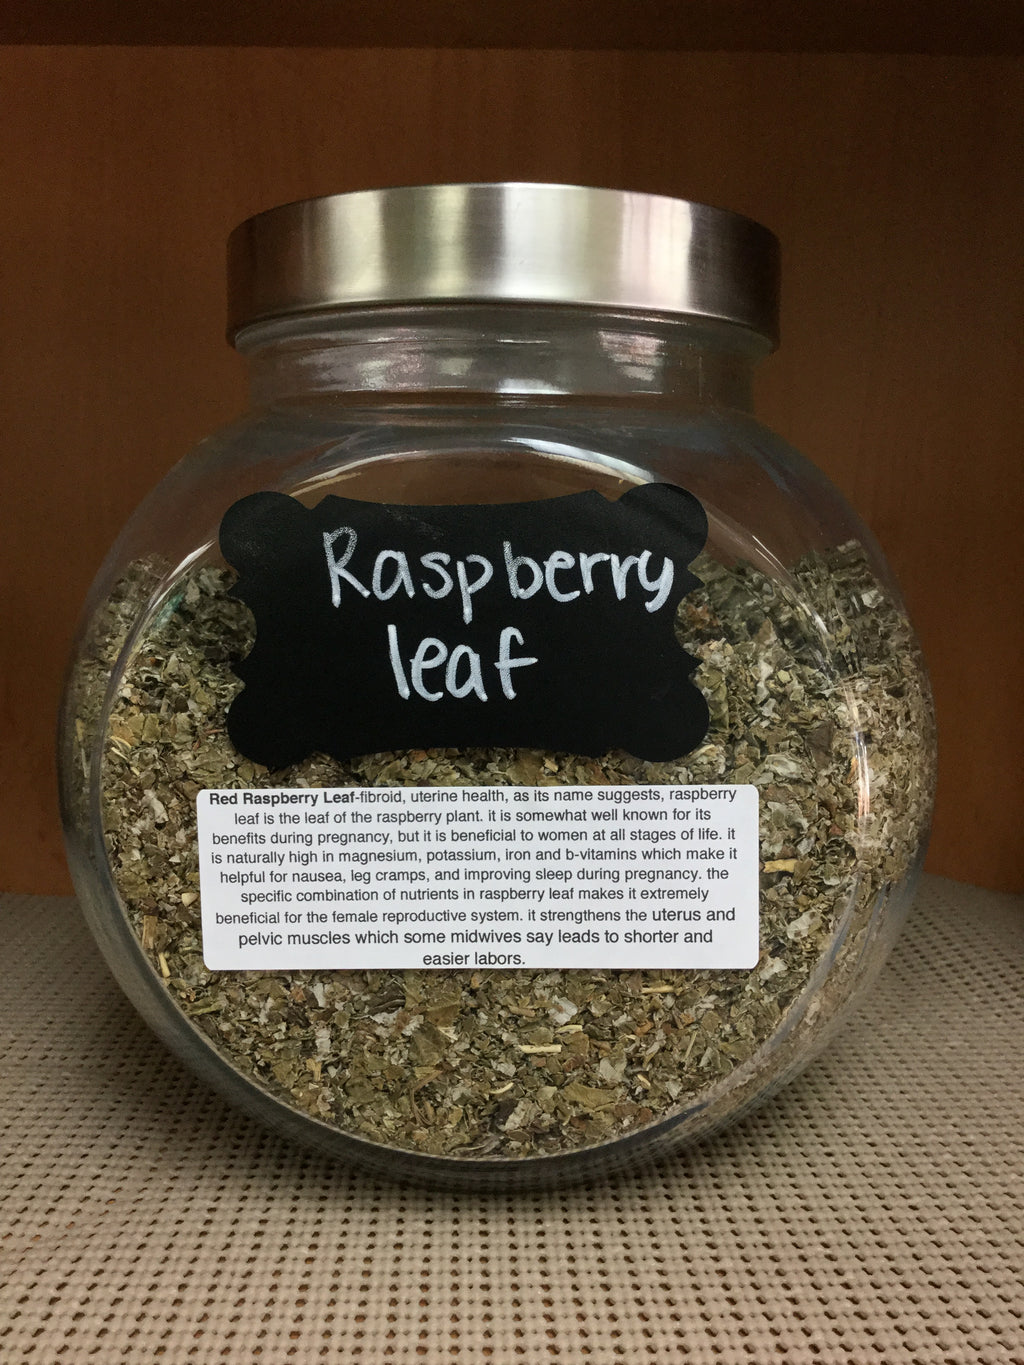 Raspberry
leaf
Red Raspberry Leaf-fibroid, uterine health, as its name suggests, raspberry
leaf is the leaf of the raspberry plant. it is somewhat well known for its
benefits during pregnancy, but it is beneficial to women at all stages of life. it
is naturally high in magnesium, potassium, iron and b-vitamins which make it
helpful for nausea, leg cramps, and improving sleep during pregnancy. the
specific combination of nutrients in raspberry leaf makes it extremely
beneficial for the female reproductive system. it strengthens the uterus and
pelvic muscles which some midwives say leads to shorter and
easier labors.